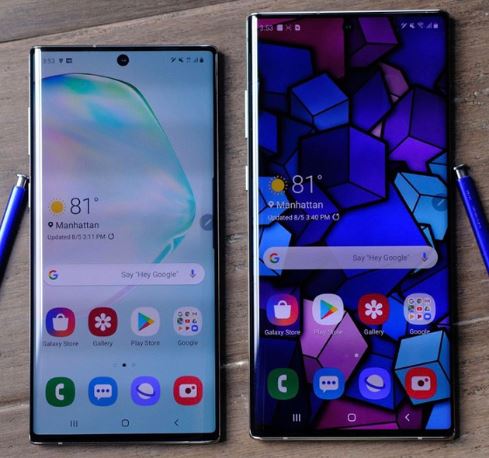 3:53
81°
Manhattan
Updated 8/5 3:11 PM
G
Say "Hey Google"
Galaxy Store
Gallery
Play Store
Google
3:53
81°
Manhattan
Updated 8/5 3:40 PM
G
Say "Hey Google"
Galaxy Store
Play Store
Gallery
Google